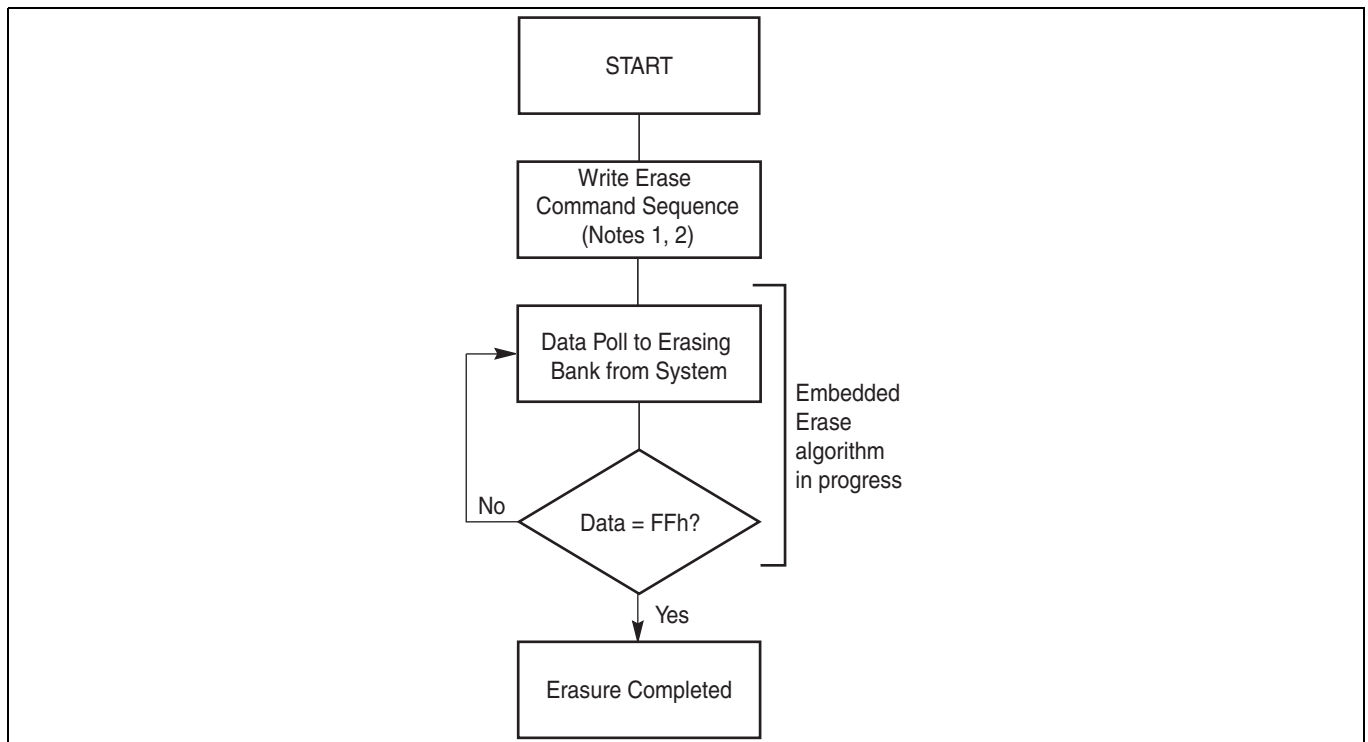 START
Write Erase
Command Sequence
(Notes 1, 2)
Data Poll to Erasing
Bank from System
Embedded
Erase
algorithm
in progress
No
Data = FFh?
Yes
Erasure Completed